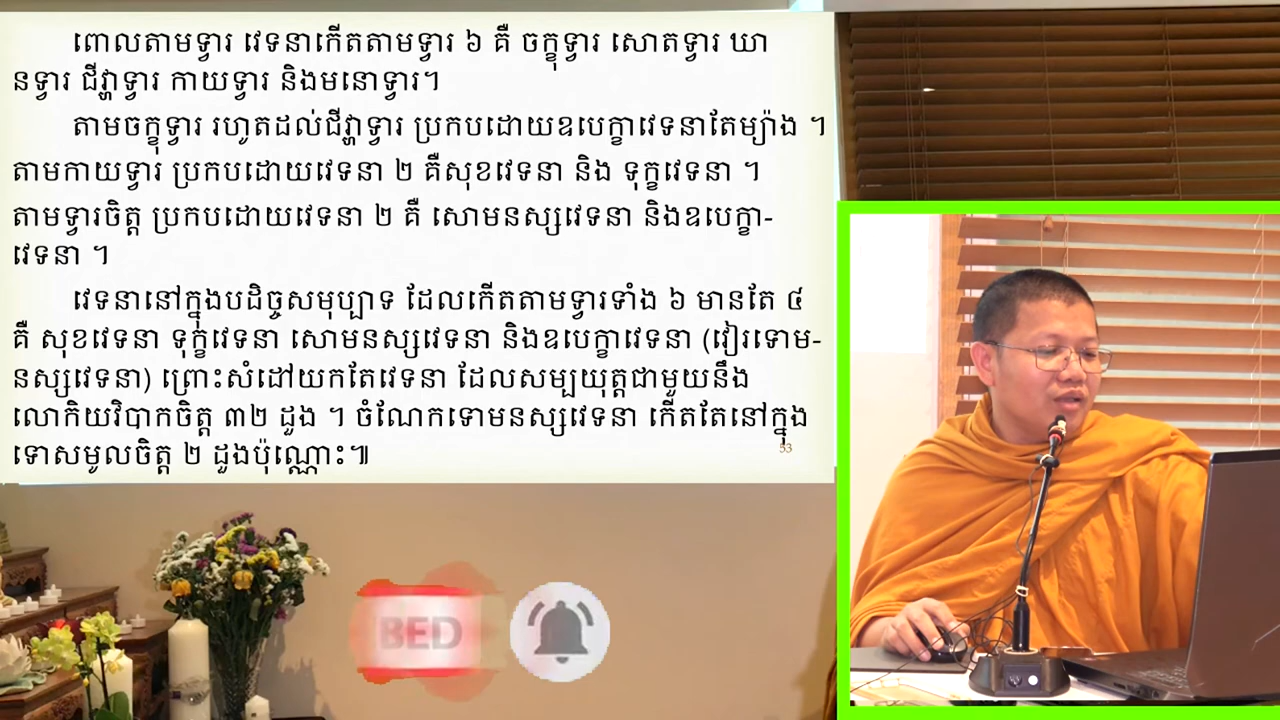 ពោលតាមទ្វារ វេទនាកើតតាមទ្វារ ៦ គឺ ចក្ខុទ្វារ សោតទ្វារ ឃា
នទ្វារ ជីវ្ហាទ្វារ កាយទ្វារ និងមនោទ្វារ។
តាមចក្ខុទ្វារ រហូតដល់ជីវ្ហាទ្វារ ប្រកបដោយឧបេក្ខាវេទនាតែម្យ៉ាង ។
តាមកាយទ្វារ ប្រកបដោយវេទនា ២ គឺសុខវេទនា និង ទុក្ខវេទនា ។
តាមទ្វារចិត្ត ប្រកបដោយវេទនា ២ គឺ សោមនស្សវេទនា និងឧបេក្ខា-
វេទនា ។
វេទនានៅក្នុងបដិច្ចសមុប្បាទ ដែលកើតតាមទ្វារទាំង ៦ មានតែ ៤
គឺ សុខវេទនា ទុក្ខវេទនា សោមនស្សវេទនា និងឧបេក្ខាវេទនា (វៀរទោម-
នស្សវេទនា) ព្រោះសំដៅយកតែវេទនា ដែលសម្បយុត្តជាមួយនឹង
លោកិយវិបាកចិត្ត ៣២ ដួង ។ ចំណែកទោមនស្សវេទនា កើតតែនៅក្នុង
ទោសមូលចិត្ត ២ ដួងប៉ុណ្ណោះ៕
53
BED